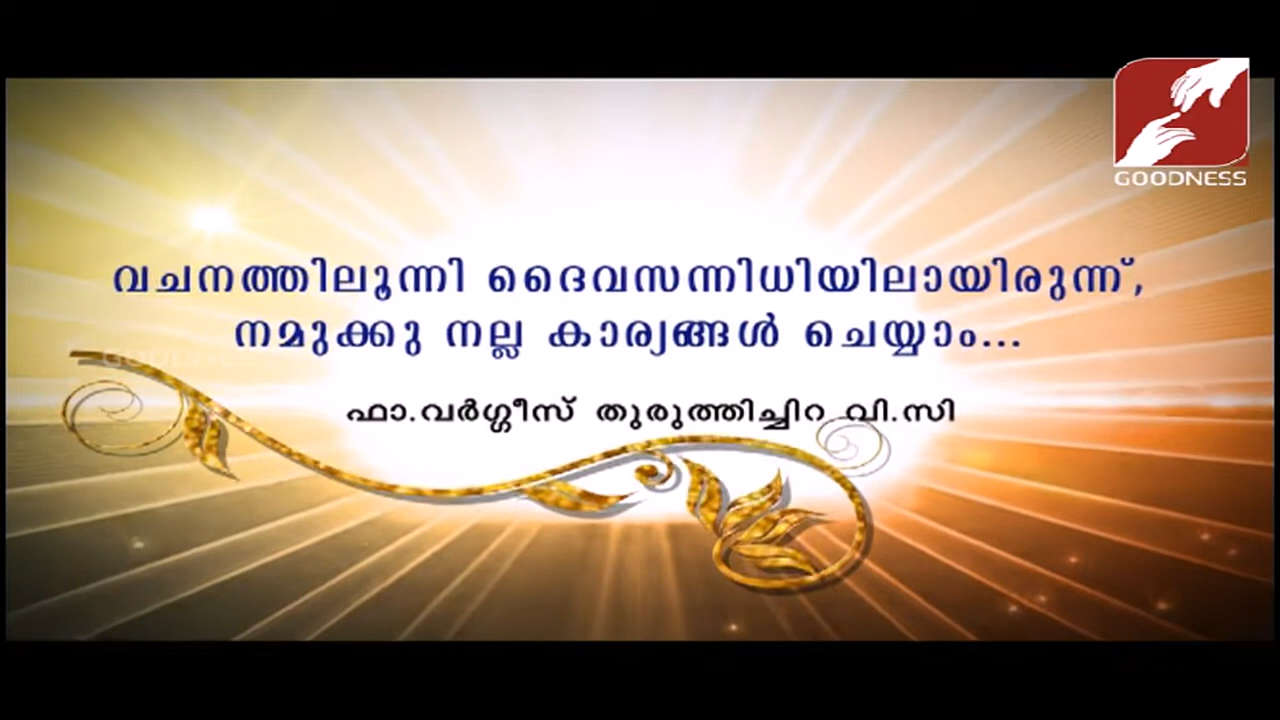 GOODNESS
വചനത്തിലൂന്നി ദൈവസന്നിധിയിലായിരുന്ന്,
നമുക്കു നല്ല കാര്യങ്ങൾ ചെയ്യാം...
ഫാ.വർഗ്ഗീസ് തുരുത്തിച്ചിറ വി.സി